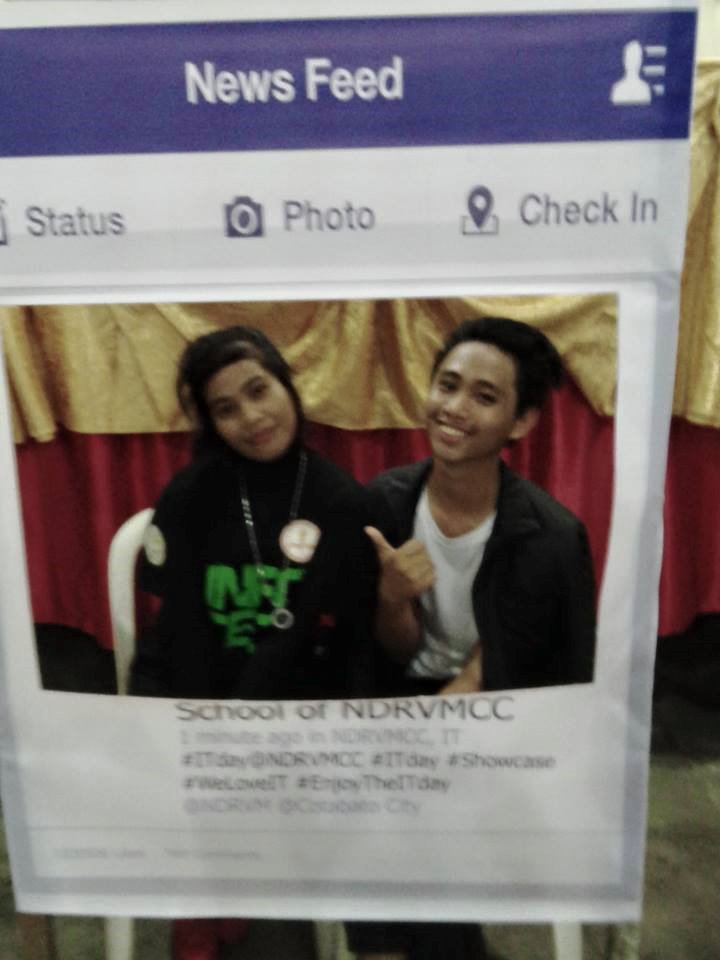 News Feed
Status Photo Check In
School of NDRVMCC
1 minute ago in NDRVMCC, IT
#ITday@NDRVMCC #ITday #Showcase
#WeLoveIT #EnjoyTheITday
@NDRVM @Cotabato City